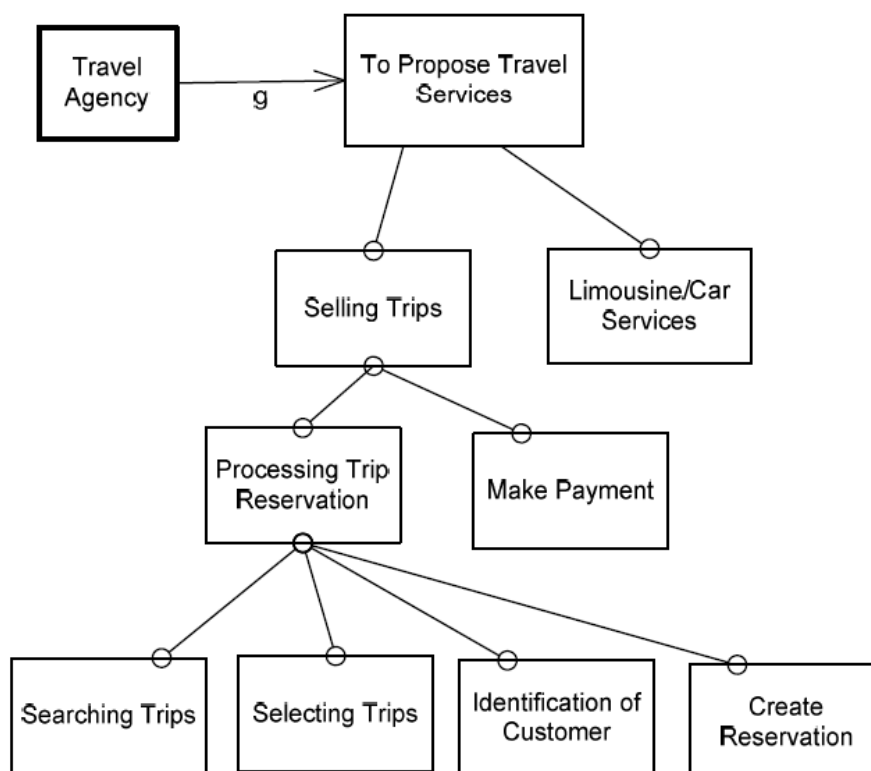 Travel
Agency
g
To Propose Travel
Services
Selling Trips
Limousine/Car
Services
Processing Trip
Reservation
Make Payment
Searching Trips
Selecting Trips
Identification of
Customer
Create
Reservation